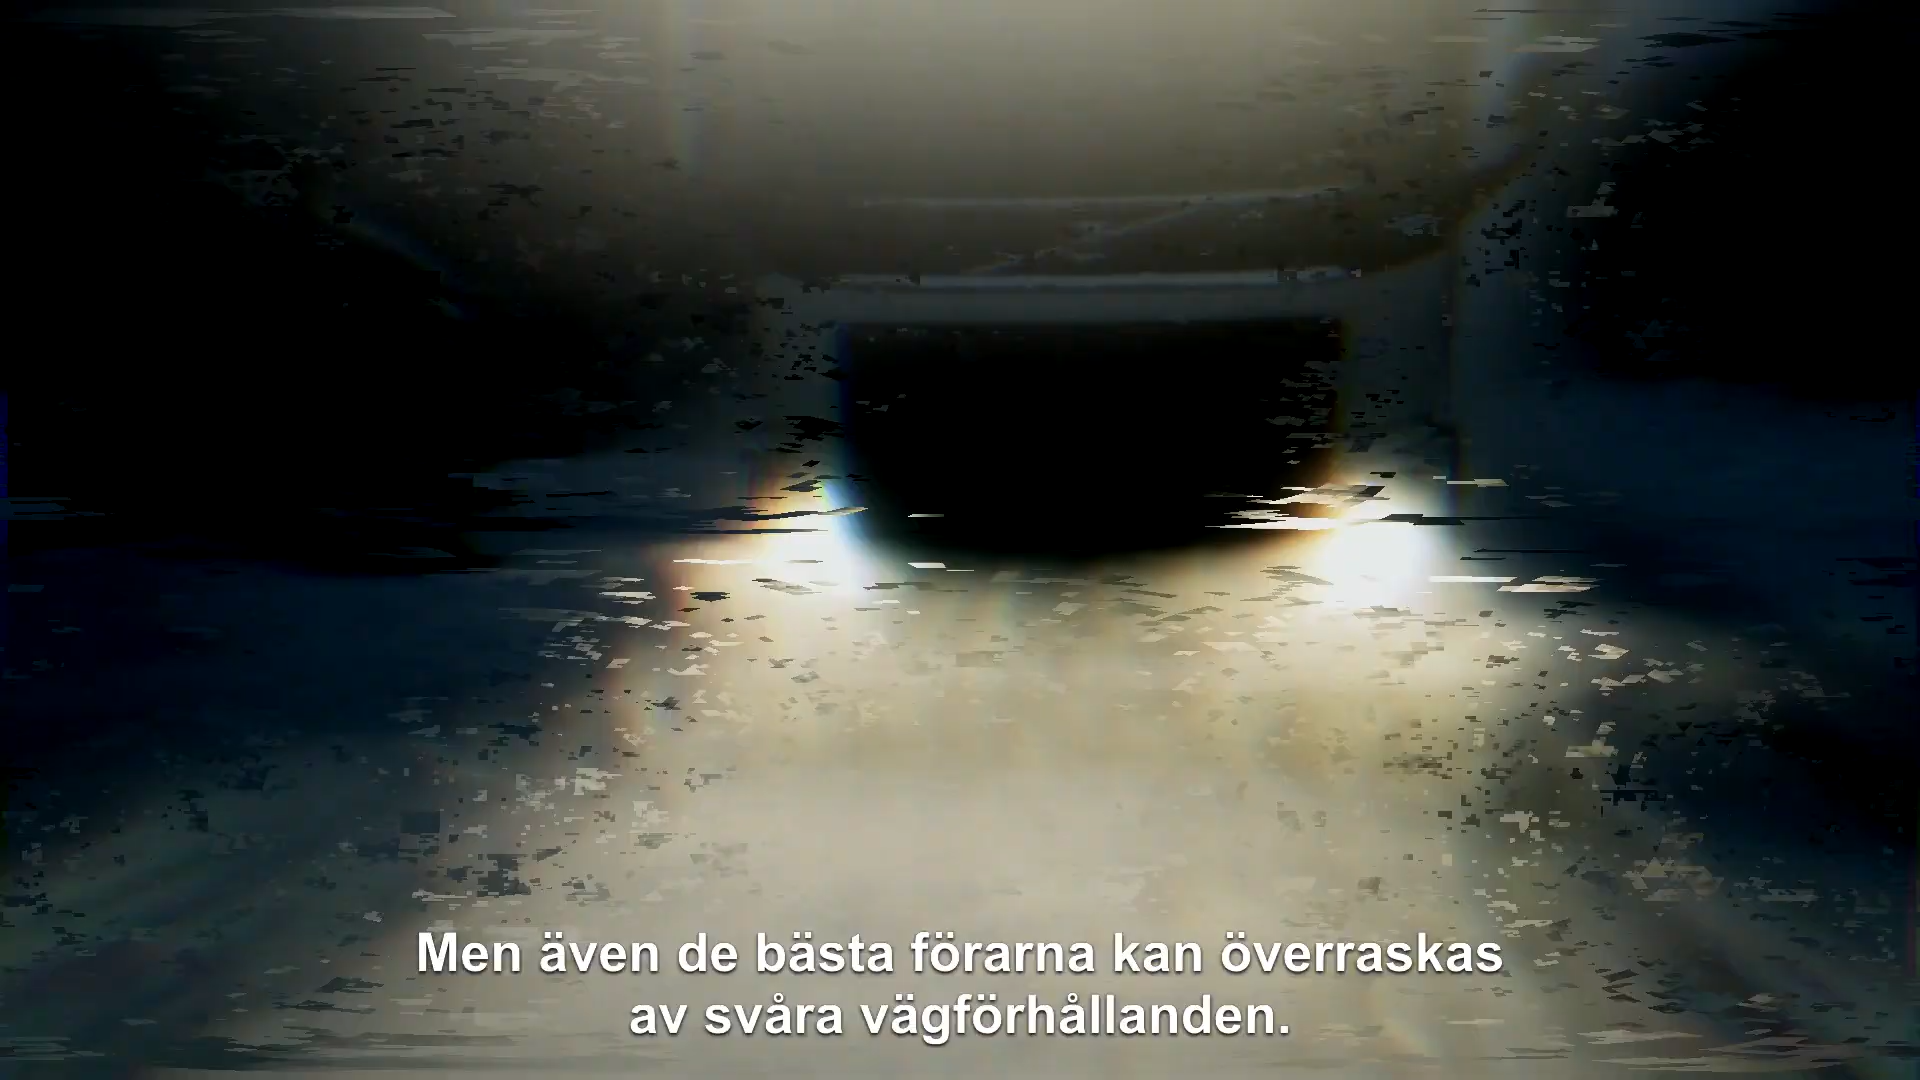 Men även de bästa förarna kan överraskas
av svåra vägförhållanden.